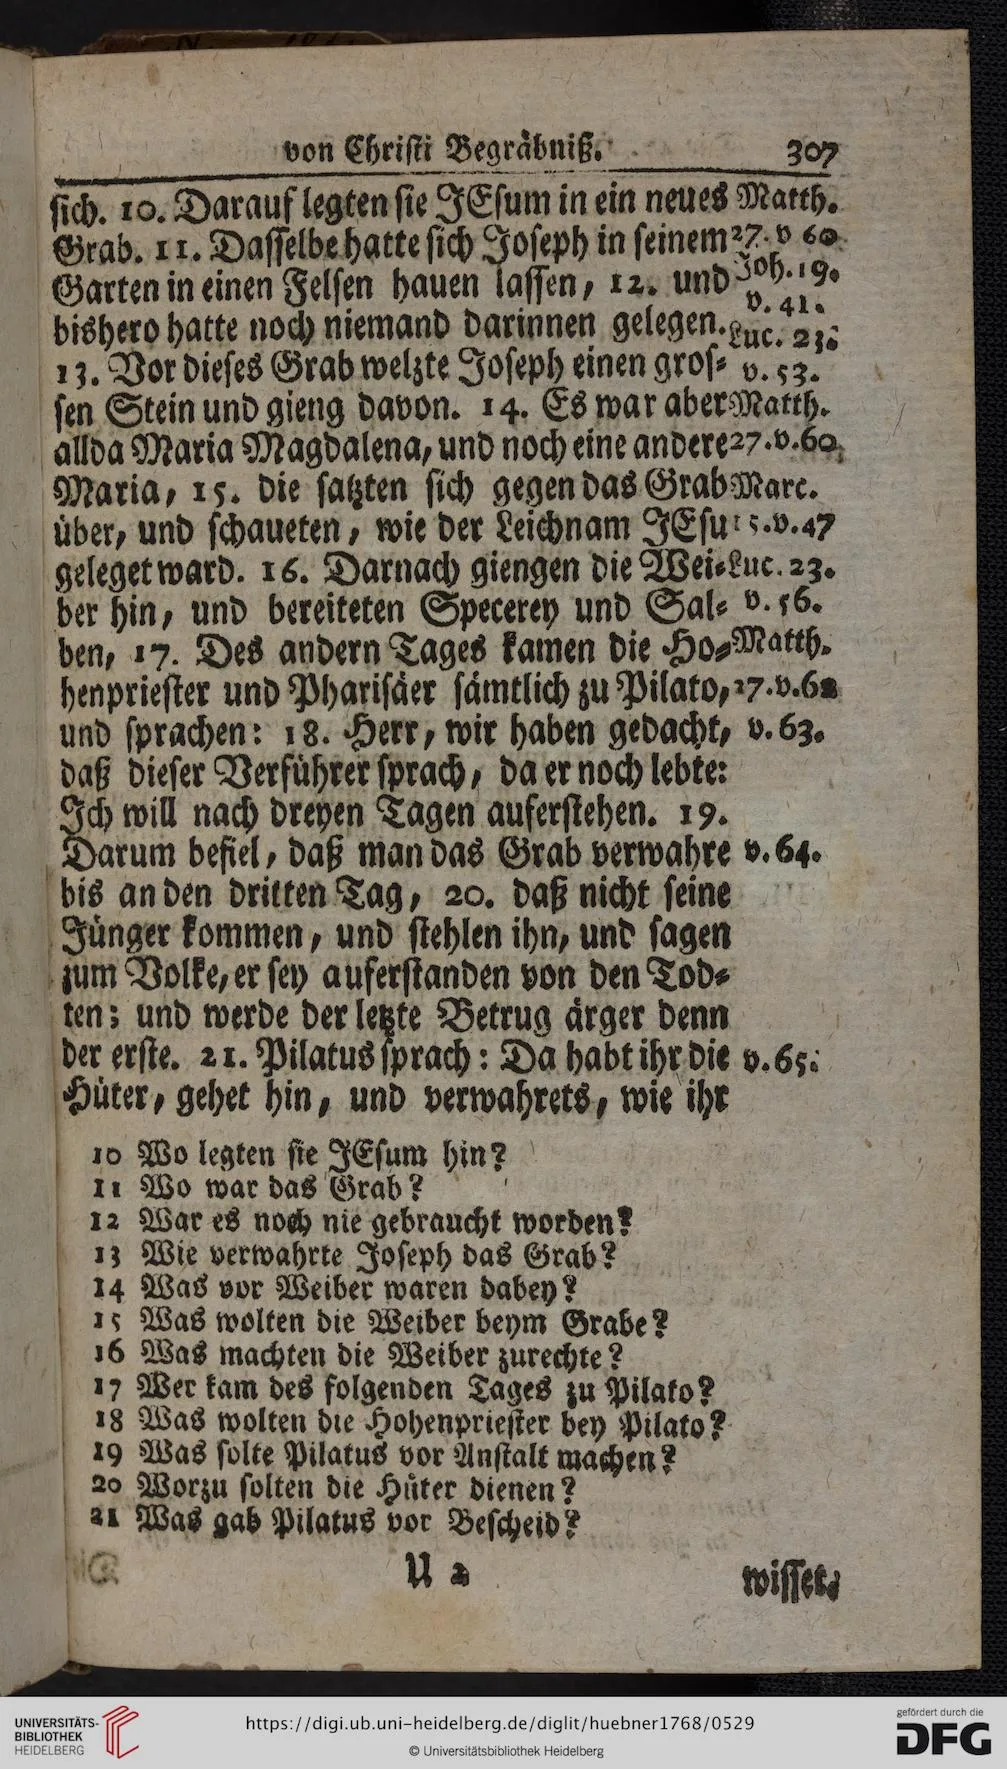 von Christi Begräbniß. 307
sich. 10. Darauf legten sie JEsum in ein neues Matth.
Grab. 11. Dasselbe hatte sich Joseph in seinem 27. v 60
Garten in einen Felsen hauen lassen, 12. und Joh. 19.
v. 41.
bishero hatte noch niemand darinnen gelegen. Luc. 23.
13. Vor dieses Grab welzte Joseph einen gros= v. 53.
sen Stein und gieng davon. 14. Es war aber Matth.
allda Maria Magdalena, und noch eine andere 27. v. 60.
Maria, 15. die satzten sich gegen das Grab Marc.
über, und schaueten, wie der Leichnam JEsu 15. v. 47
geleget ward. 16. Darnach giengen die Wei= Luc. 23.
ber hin, und bereiteten Specerey und Sal= v. 56.
ben, 17. Des andern Tages kamen die Ho= Matth.
henpriester und Pharisäer sämtlich zu Pilato, 27. v. 62
und sprachen: 18. Herr, wir haben gedacht, v. 63.
daß dieser Verführer sprach, da er noch lebte:
Ich will nach dreyen Tagen auferstehen. 19.
Darum befiel, daß man das Grab verwahre v. 64.
bis an den dritten Tag, 20. daß nicht seine
Jünger kommen, und stehlen ihn, und sagen
zum Volke, er sey auferstanden von den Tod=
ten; und werde der letzte Betrug ärger denn
der erste. 21. Pilatus sprach: Da habt ihr die v. 65.
Hüter, gehet hin, und verwahrets, wie ihr
10 Wo legten sie JEsum hin?
11 Wo war das Grab?
12 War es noch nie gebraucht worden?
13 Wie verwahrte Joseph das Grab?
14 Was vor Weiber waren dabey?
15 Was wolten die Weiber beym Grabe?
16 Was machten die Weiber zurechte?
17 Wer kam des folgenden Tages zu Pilato?
18 Was wolten die Hohenpriester bey Pilato?
19 Was solte Pilatus vor Anstalt machen?
20 Worzu solten die Hüter dienen?
21 Was gab Pilatus vor Bescheid?
U 2 wisset.
UNIVERSITÄTS-
BIBLIOTHEK
HEIDELBERG
https://digi.ub.uni-heidelberg.de/diglit/huebner1768/0529
© Universitätsbibliothek Heidelberg
gefördert durch die
DFG